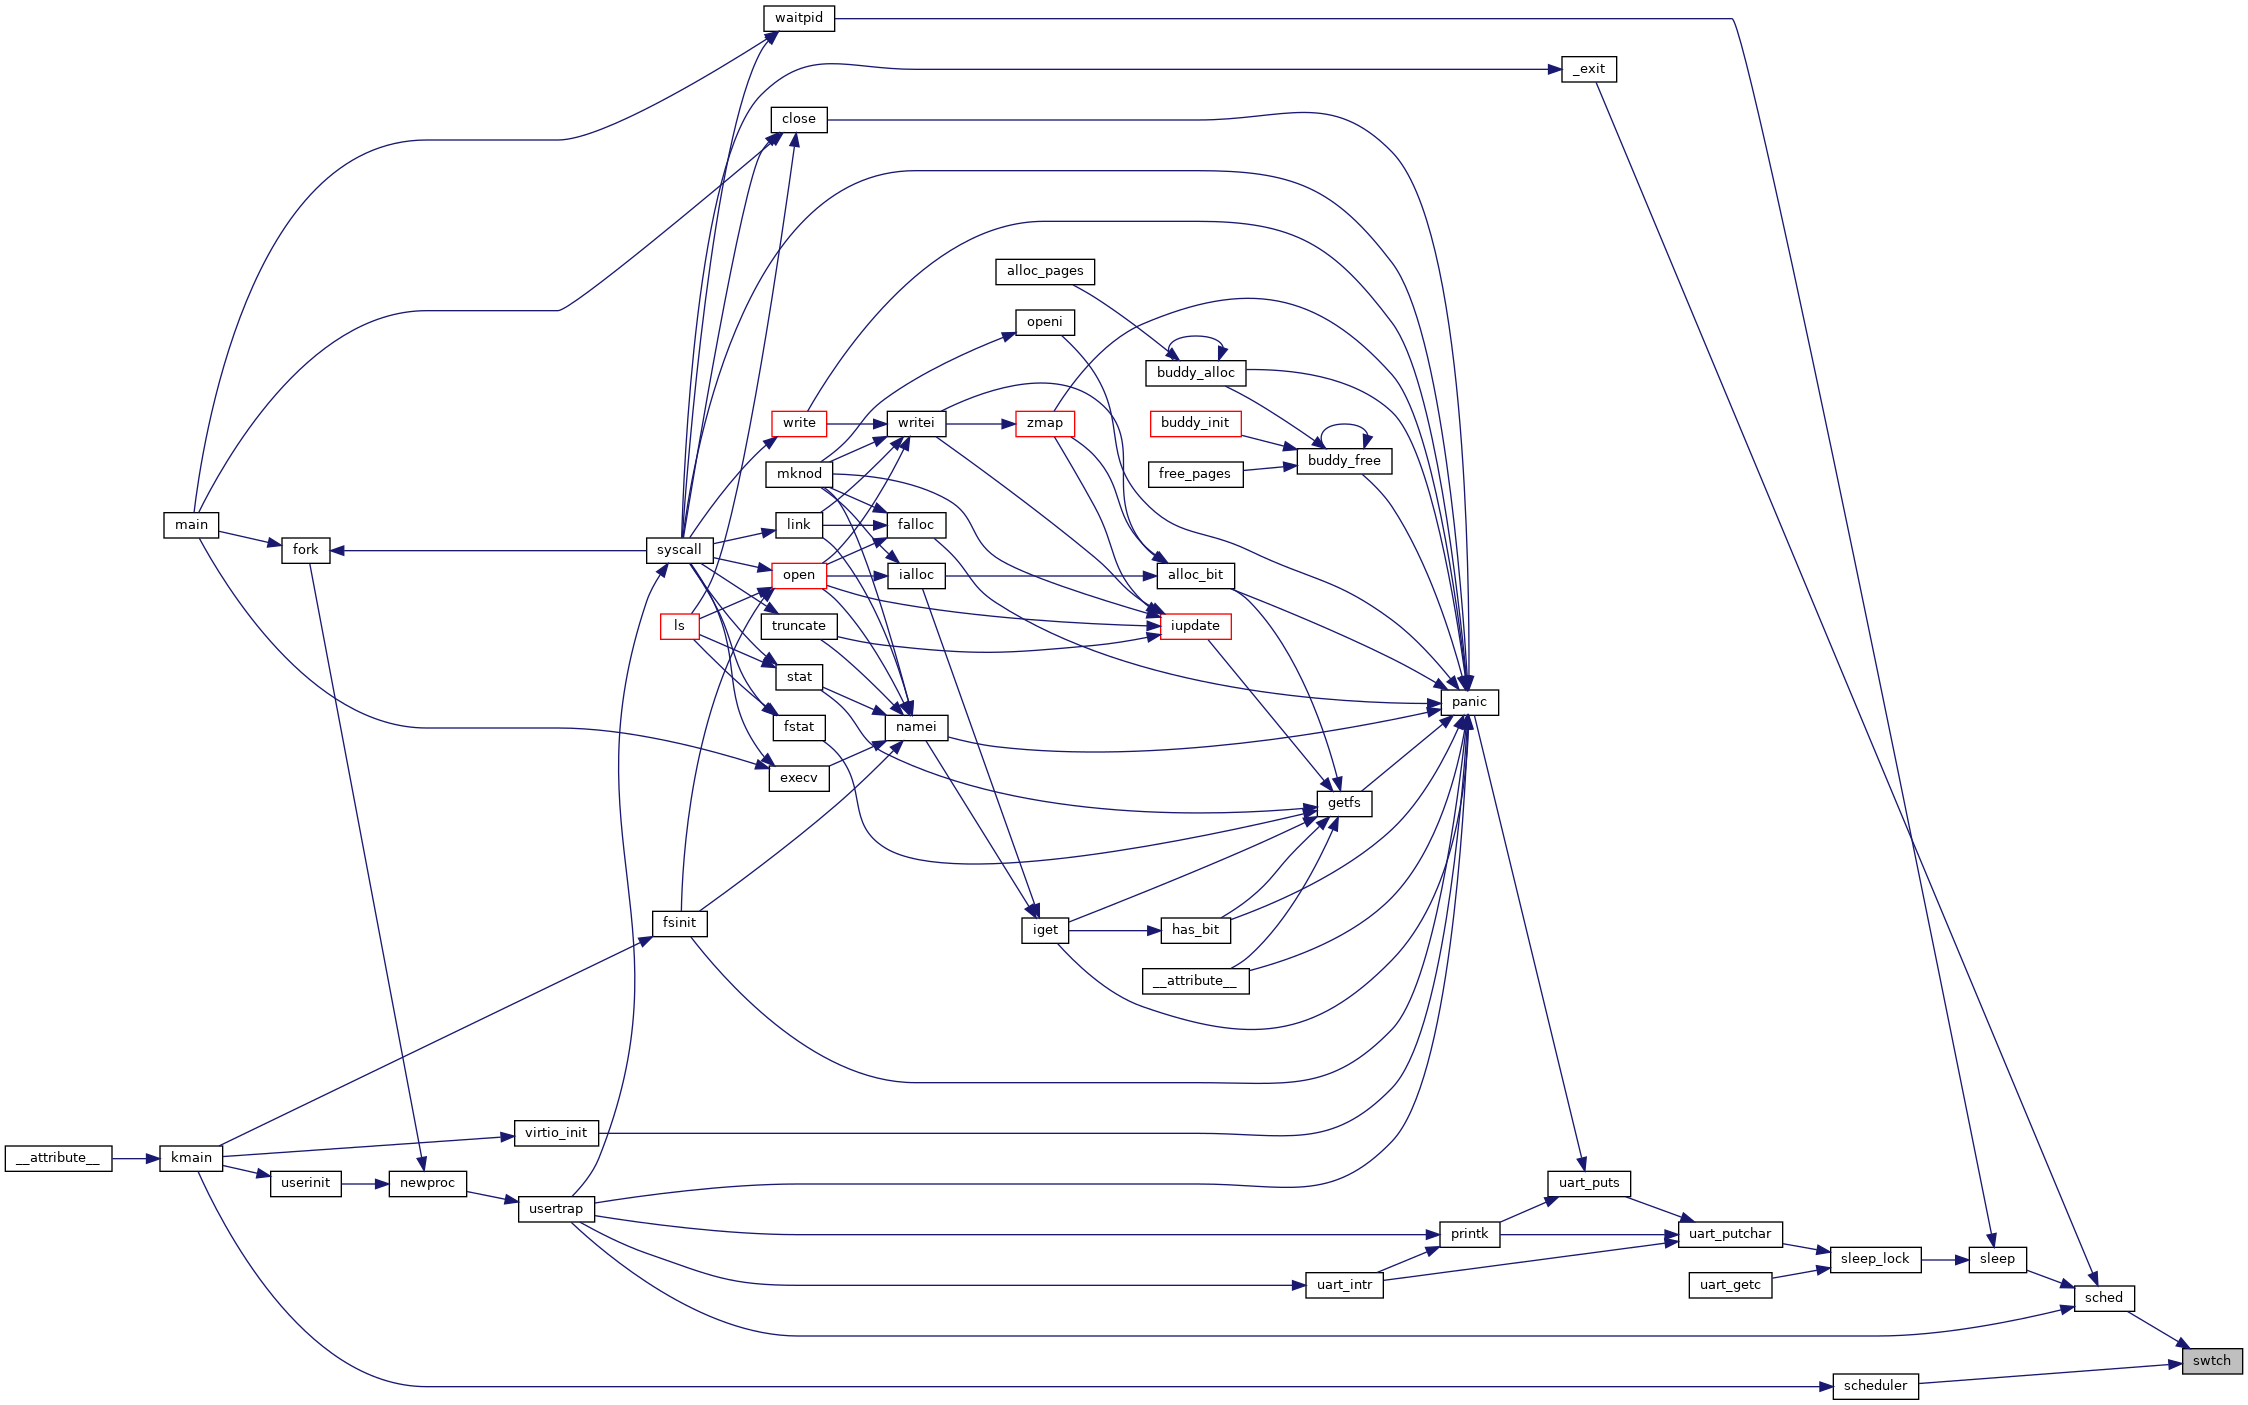 waitpid
_exit
close
alloc_pages
openi
buddy_alloc
write
writei
zmap
buddy_init
buddy_free
mknod
free_pages
main
link
falloc
fork
syscall
open
ialloc
alloc_bit
ls
truncate
iupdate
stat
panic
fstat
namei
execv
getfs
fsinit
iget
has_bit
__attribute__
virtio_init
__attribute__
kmain
userinit
newproc
uart_puts
usertrap
printk
uart_putchar
sleep_lock
sleep
uart_intr
uart_getc
sched
swtch
scheduler